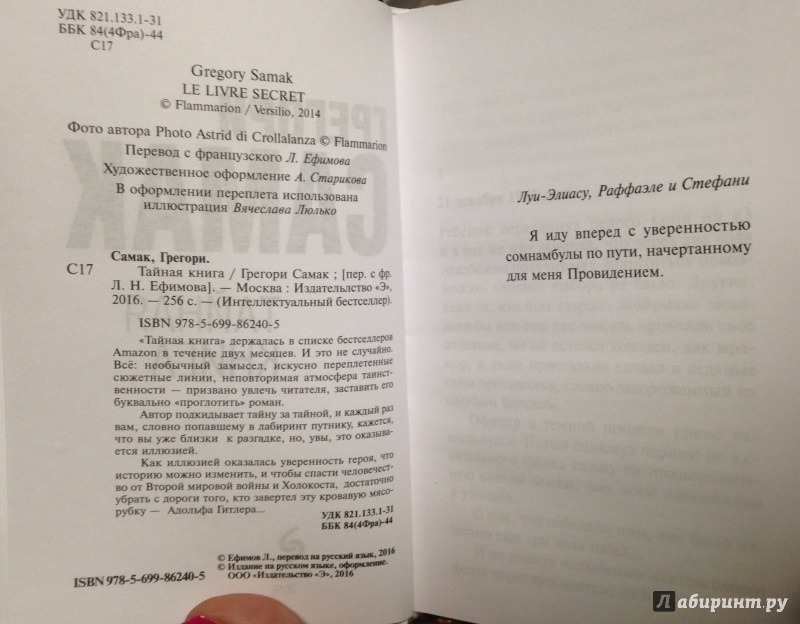 УДК 821.133.1-31
ББК 84(4Фра)-44
С17
Gregory Samak
LE LIVRE SECRET
© Flammarion / Versilio, 2014
Фото автора Photo Astrid di Crollalanza © Flammarion
Перевод с французского Л. Ефимова
Художественное оформление А. Старикова
В оформлении переплета использована
иллюстрация Вячеслава Люлько
Самак, Грегори.
С17 Тайная книга / Грегори Самак ; [пер. с фр.
Л. Н. Ефимова]. — Москва : Издательство «Э»,
2016. — 256 с. — (Интеллектуальный бестселлер).
ISBN 978-5-699-86240-5
«Тайная книга» держалась в списке бестселлеров
Amazon в течение двух месяцев. И это не случайно.
Всё: необычный замысел, искусно переплетенные
сюжетные линии, неповторимая атмосфера таинст-
венности — призвано увлечь читателя, заставить его
буквально «проглотить» роман.
Автор подкидывает тайну за тайной, и каждый раз
вам, словно попавшему в лабиринт путнику, кажется,
что вы уже близки к разгадке, но, увы, это оказыва-
ется иллюзией.
Как иллюзией оказалась уверенность героя, что
историю можно изменить, и чтобы спасти человечест-
во от Второй мировой войны и Холокоста, достаточно
убрать с дороги того, кто завертел эту кровавую мясо-
рубку — Адольфа Гитлера...
УДК 821.133.1-31
ББК 84(4Фра)-44
© Ефимов Л., перевод на русский язык, 2016
© Издание на русском языке, оформление.
ООО «Издательство «Э», 2016
ISBN 978-5-699-86240-5
Луи-Элиасу, Раффаэле и Стефани
Я иду вперед с уверенностью
сомнамбулы по пути, начертанному
для меня Провидением.
Лабиринт.ру